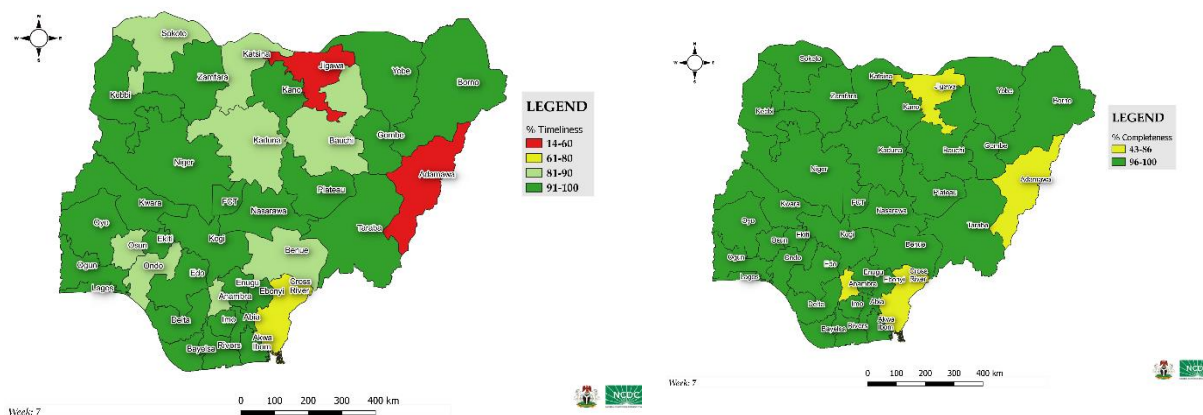 N
W E
S
Sokoto
Katsina
Jigawa
Zamfara
Kano
Yobe
Borno
Kebbi
Kaduna
Bauchi
Gombe
Adamawa
Niger
Plateau
FCT
Kwara
Nasarawa
Taraba
Oyo
Ekiti
Kogi
Osun
Benue
Ogun
Ondo
Edo
Enugu
Cross
River
Lagos
Anambra
Ebonyi
Delta
Imo
Abia
Akwa
Ibum
Bayelsa
Rivers
LEGEND
% Timeliness
14-60
61-80
81-90
91-100
Week: 7
0 100 200 300 400 km
NCDC
N
W E
S
Sokoto
Katsina
Jigawa
Zamfara
Kano
Yobe
Borno
Kebbi
Kaduna
Bauchi
Gombe
Adamawa
Niger
Plateau
FCT
Kwara
Nasarawa
Taraba
Oyo
Ekiti
Kogi
Osun
Benue
Ogun
Ondo
Edo
Enugu
Cross
River
Lagos
Anambra
Ebonyi
Delta
Imo
Abia
Akwa
Ibum
Bayelsa
Rivers
LEGEND
% Completeness
43-86
96-100
Week: 7
0 100 200 300 400 km